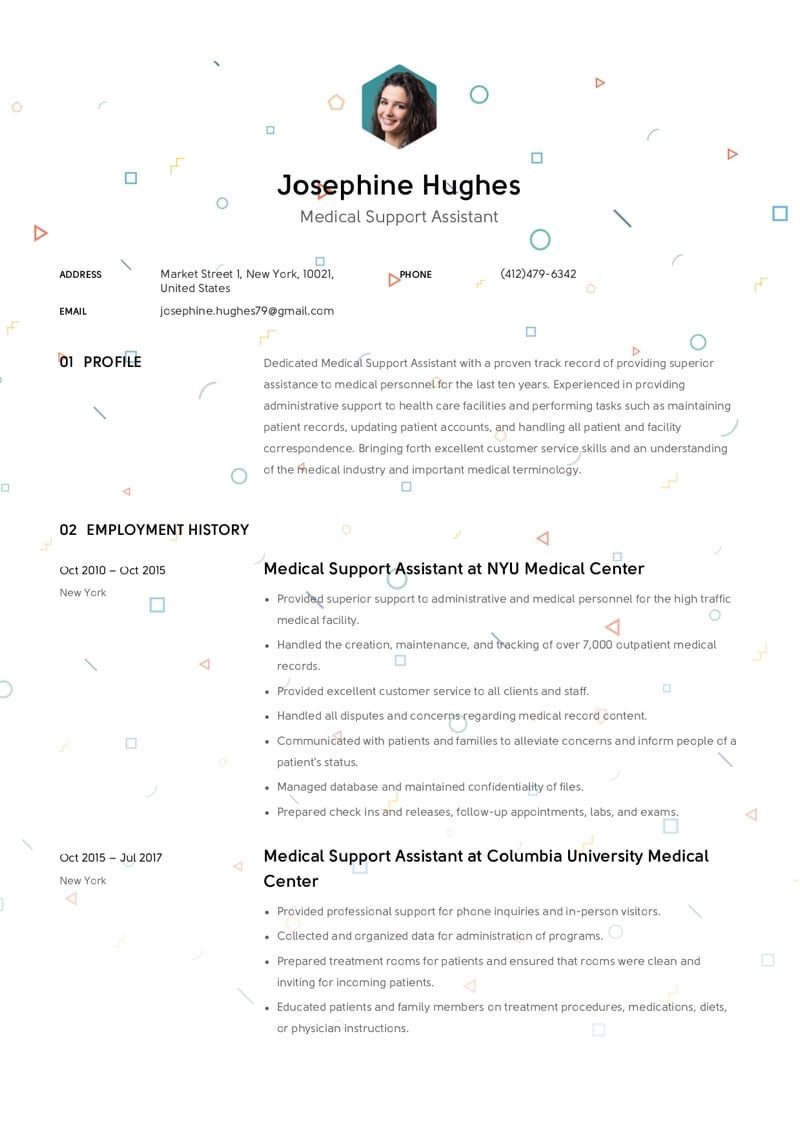 Josephine Hughes
Medical Support Assistant
ADDRESS Market Street 1, New York, 10021,
United States
PHONE (412)479-6342
EMAIL josephine.hughes79@gmail.com
01 PROFILE
Dedicated Medical Support Assistant with a proven track record of providing superior
assistance to medical personnel for the last ten years. Experienced in providing
administrative support to health care facilities and performing tasks such as maintaining
patient records, updating patient accounts, and handling all patient and facility
correspondence. Bringing forth excellent customer service skills and an understanding
of the medical industry and important medical terminology.
02 EMPLOYMENT HISTORY
Oct 2010 – Oct 2015
New York
Medical Support Assistant at NYU Medical Center
• Provided superior support to administrative and medical personnel for the high traffic
medical facility.
• Handled the creation, maintenance, and tracking of over 7,000 outpatient medical
records.
• Provided excellent customer service to all clients and staff.
• Handled all disputes and concerns regarding medical record content.
• Communicated with patients and families to alleviate concerns and inform people of a
patient's status.
• Managed database and maintained confidentiality of files.
• Prepared check ins and releases, follow-up appointments, labs, and exams.
Oct 2015 – Jul 2017
New York
Medical Support Assistant at Columbia University Medical
Center
• Provided professional support for phone inquiries and in-person visitors.
• Collected and organized data for administration of programs.
• Prepared treatment rooms for patients and ensured that rooms were clean and
inviting for incoming patients.
• Educated patients and family members on treatment procedures, medications, diets,
or physician instructions.